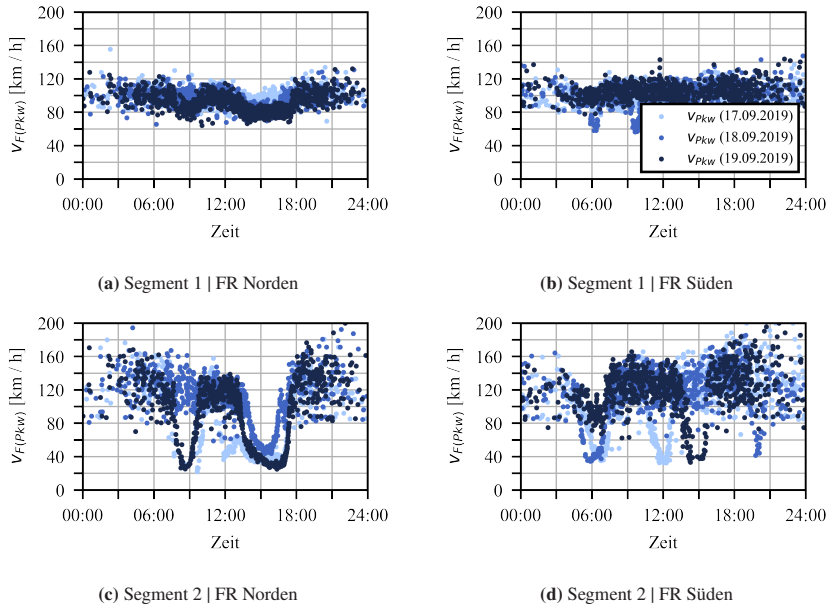 200
160
120
80
40
0
v_F(Pkw) [km / h]
00:00 06:00 12:00 18:00 24:00
Zeit
(a) Segment 1 | FR Norden
200
160
120
80
40
0
v_F(Pkw) [km / h]
v_Pkw (17.09.2019)
v_Pkw (18.09.2019)
v_Pkw (19.09.2019)
00:00 06:00 12:00 18:00 24:00
Zeit
(b) Segment 1 | FR Süden
200
160
120
80
40
0
v_F(Pkw) [km / h]
00:00 06:00 12:00 18:00 24:00
Zeit
(c) Segment 2 | FR Norden
200
160
120
80
40
0
v_F(Pkw) [km / h]
00:00 06:00 12:00 18:00 24:00
Zeit
(d) Segment 2 | FR Süden